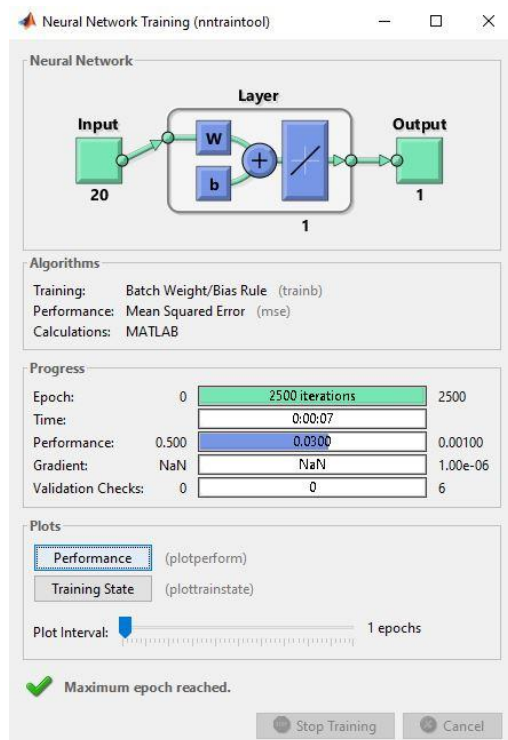 Neural Network Training (nntraintool)
Neural Network
Layer
Input
Output
W
b
+
20
1
1
Algorithms
Training: Batch Weight/Bias Rule (trainb)
Performance: Mean Squared Error (mse)
Calculations: MATLAB
Progress
Epoch: 0 2500 iterations 2500
Time: 0:00:07
Performance: 0.500 0.0300 0.00100
Gradient: NaN NaN 1.00e-06
Validation Checks: 0 0 6
Plots
Performance (plotperform)
Training State (plottrainstate)
Plot Interval: 1 epochs
Maximum epoch reached.
Stop Training Cancel